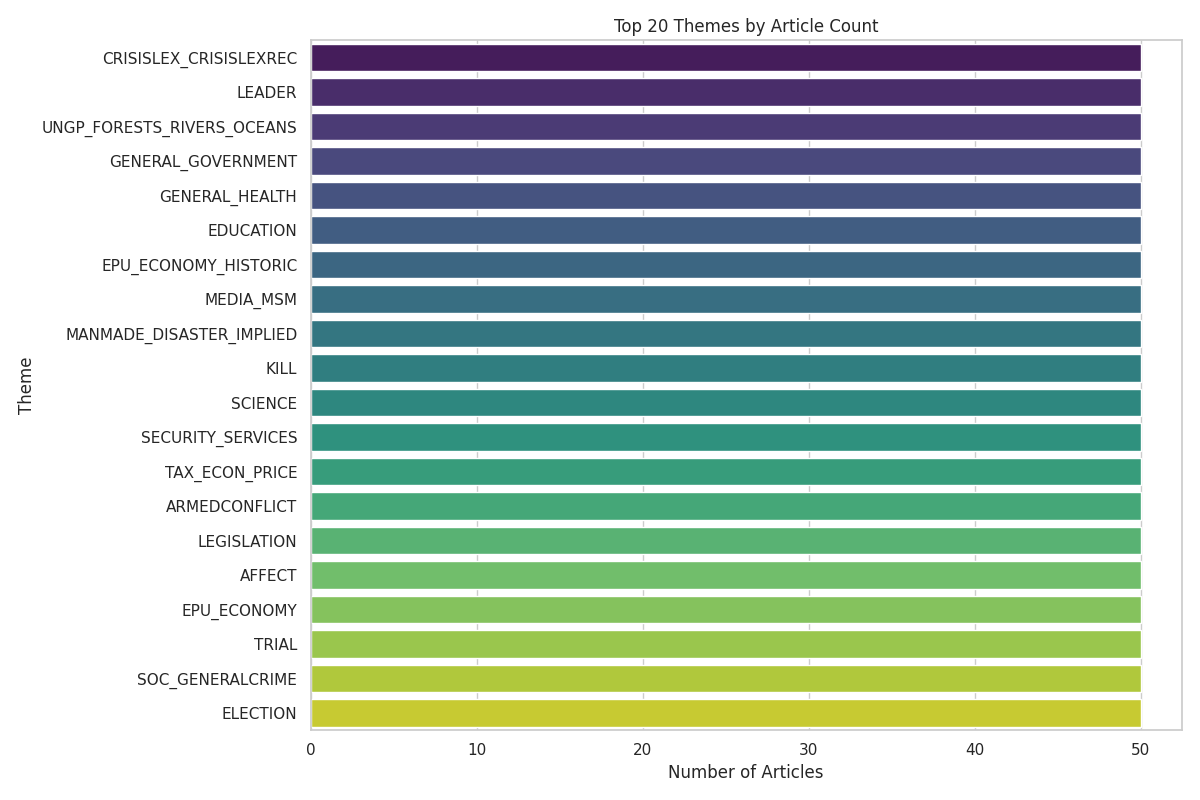 Top 20 Themes by Article Count
CRISISLEX_CRISISLEXREC
LEADER
UNGP_FORESTS_RIVERS_OCEANS
GENERAL_GOVERNMENT
GENERAL_HEALTH
EDUCATION
EPU_ECONOMY_HISTORIC
MEDIA_MSM
MANMADE_DISASTER_IMPLIED
KILL
SCIENCE
SECURITY_SERVICES
TAX_ECON_PRICE
ARMEDCONFLICT
LEGISLATION
AFFECT
EPU_ECONOMY
TRIAL
SOC_GENERALCRIME
ELECTION
Theme
0 10 20 30 40 50
Number of Articles